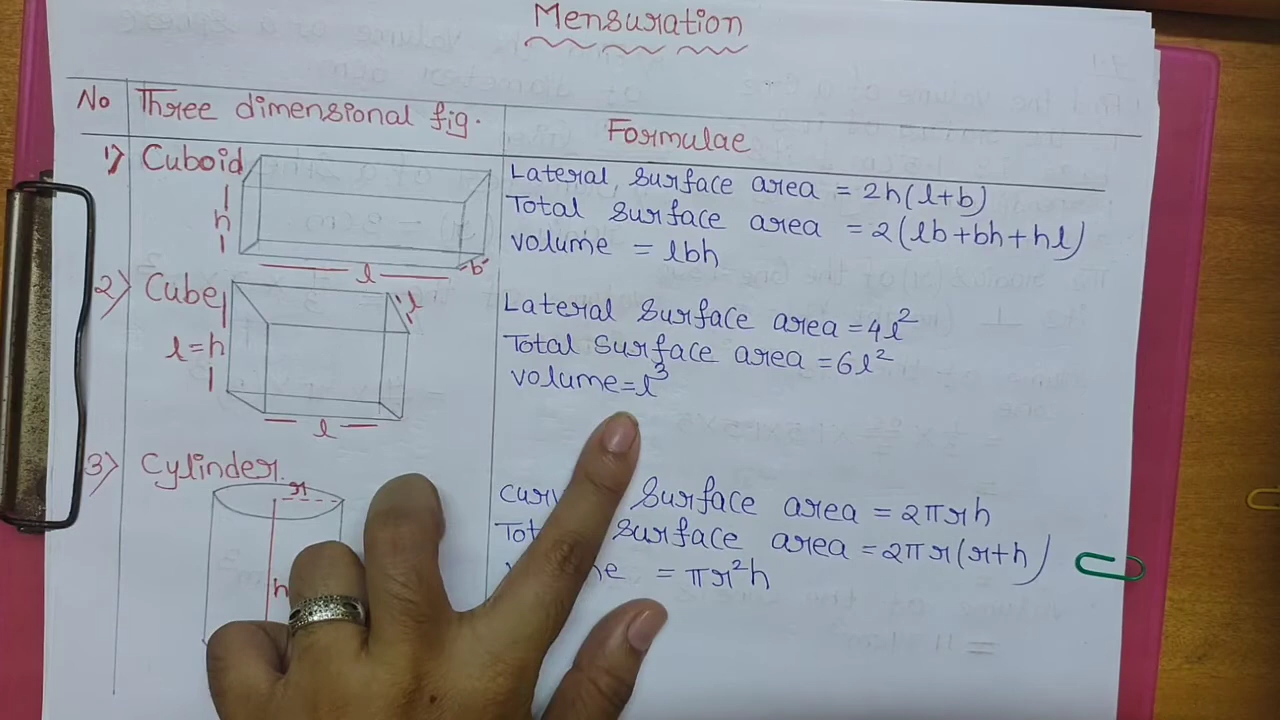 Mensuration
No Three dimensional fig. Formulae
1) Cuboid
h
l
b
Lateral surface area = 2h(l+b)
Total surface area = 2(lb+bh+hl)
volume = lbh
2) Cube
l
l=h
l
Lateral surface area = 4l²
Total surface area = 6l²
volume = l³
3) Cylinder.
r
h
surface area = 2πrh
surface area = 2πr(r+h)
= πr²h